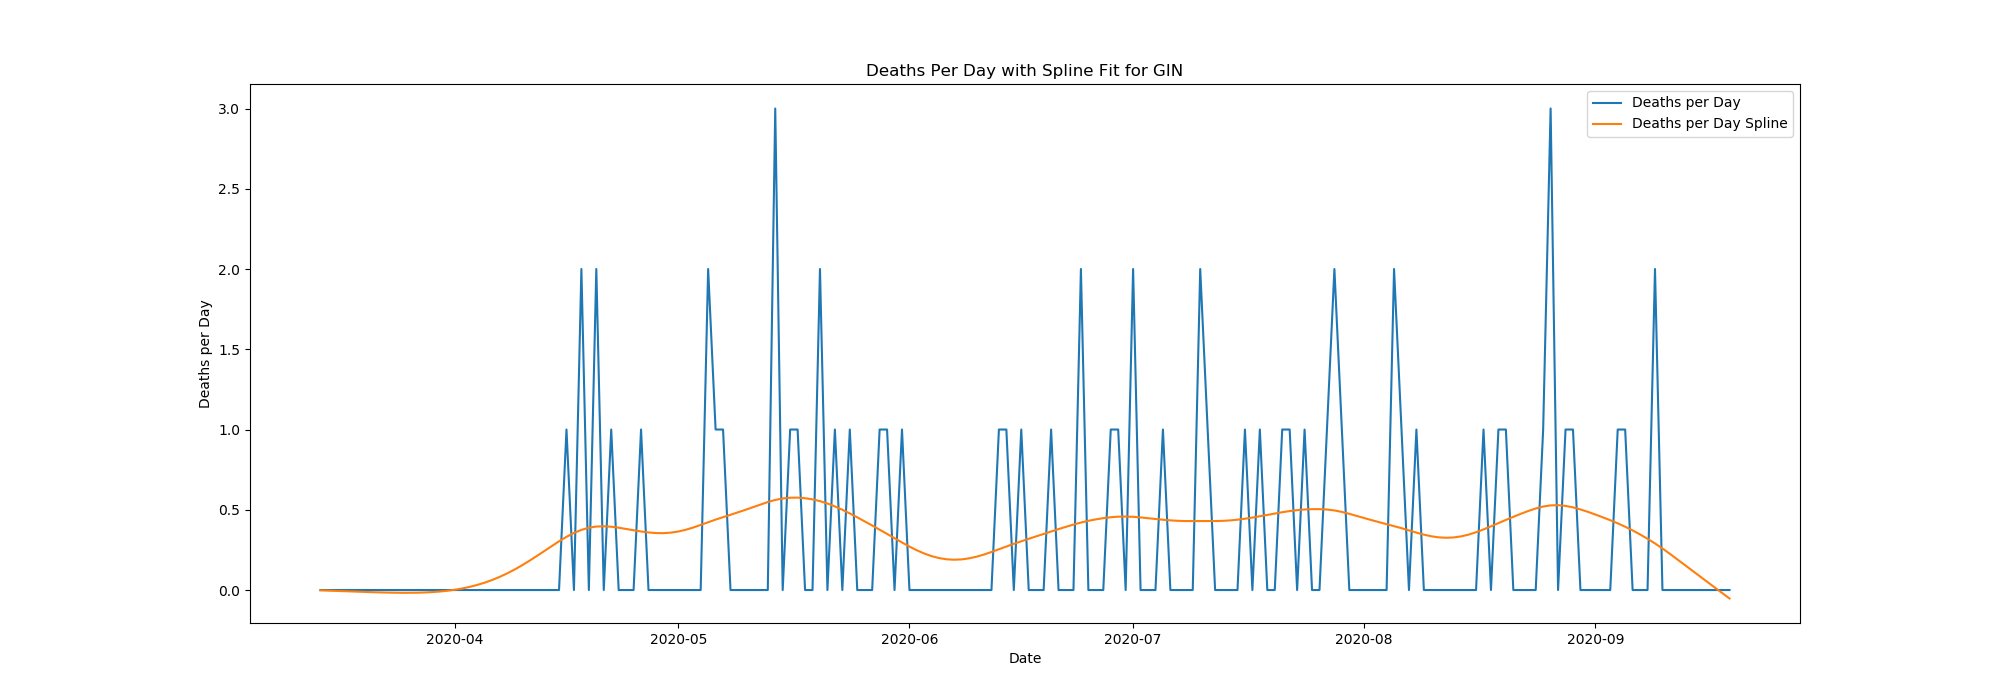 Deaths Per Day with Spline Fit for GIN
Deaths per Day
Deaths per Day Spline
3.0
2.5
2.0
1.5
1.0
0.5
0.0
Deaths per Day
2020-04
2020-05
2020-06
2020-07
2020-08
2020-09
Date